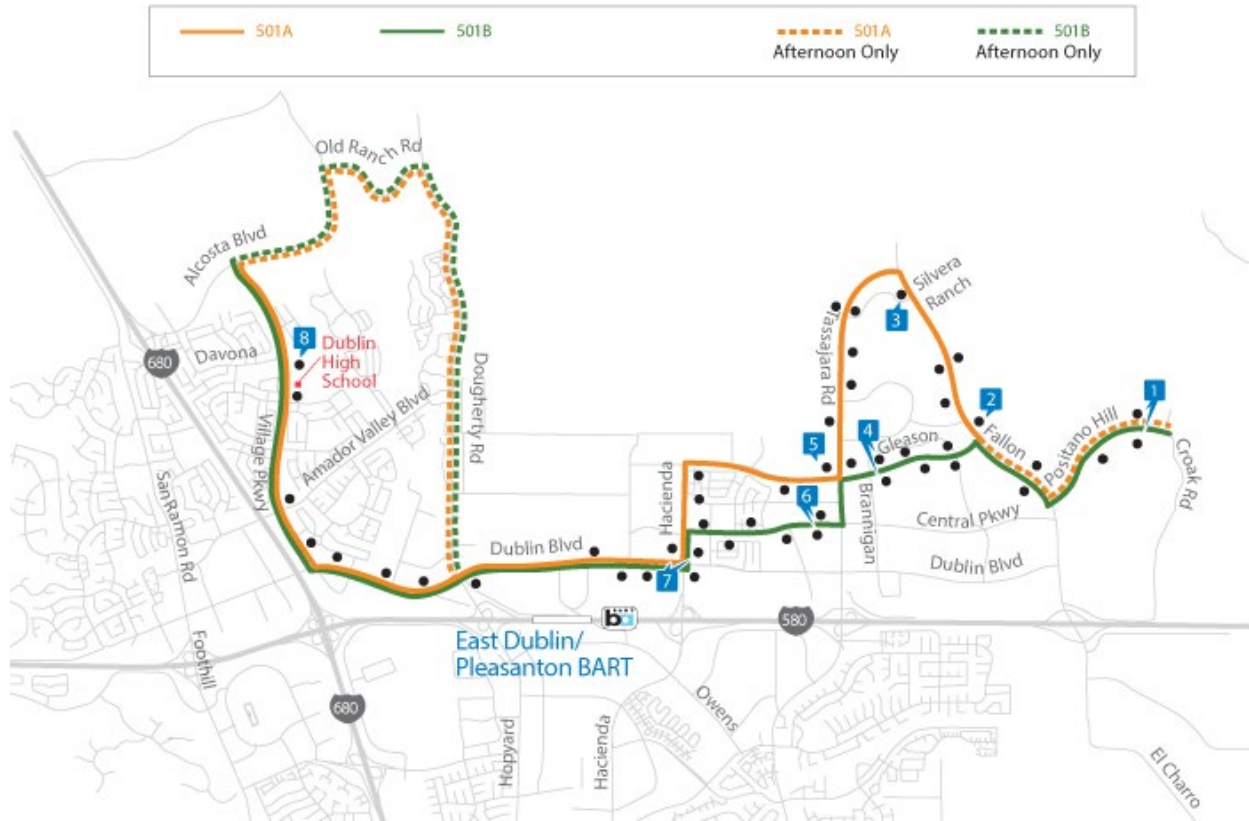 501A
501B
501A
Afternoon Only
501B
Afternoon Only
Old Ranch Rd
Alcosta Blvd
Silvera
Ranch
3
Tassajara Rd
8
Dublin
High
School
Davona
680
Dougherty Rd
Amador Valley Blvd
Village Pkwy
2
1
Positano Hill
Fallon
Gleason
4
5
Croak Rd
San Ramon Rd
Hacienda
6
Brannigan
Central Pkwy
Dublin Blvd
Dublin Blvd
7
ba
580
East Dublin/
Pleasanton BART
Foothill
680
Owens
Hopyard
Hacienda
El Charro